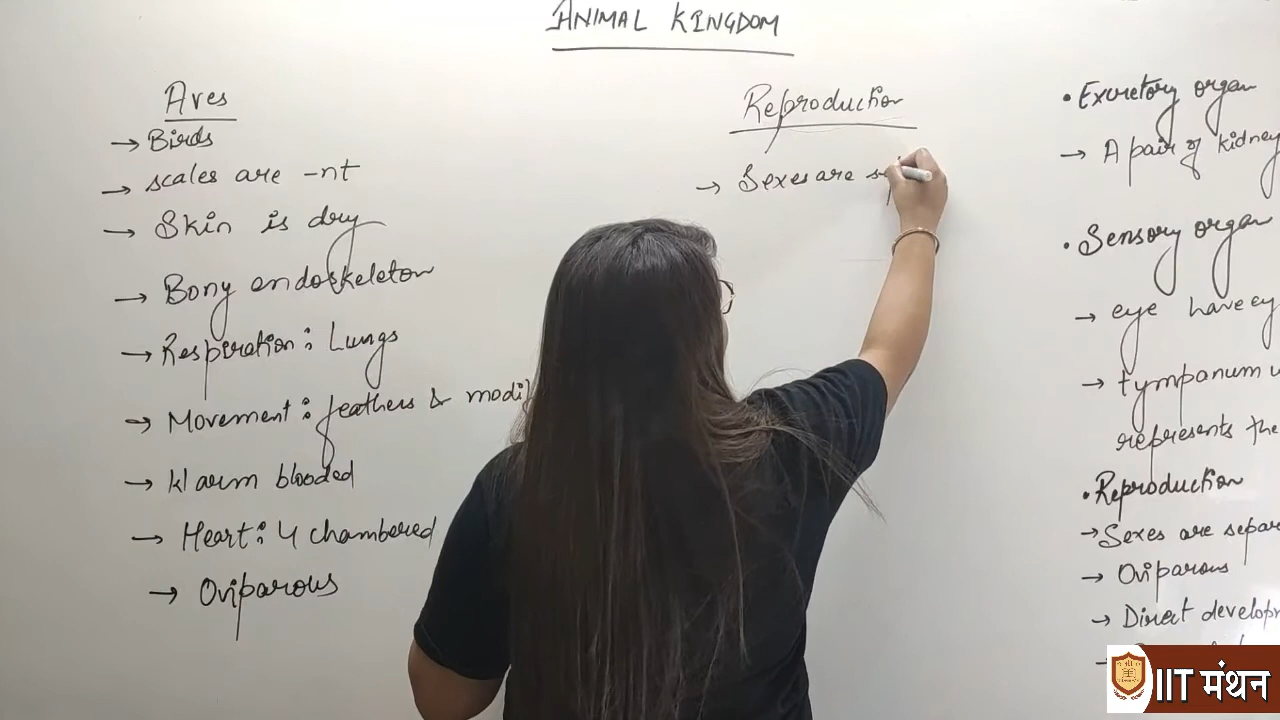 ANIMAL KINGDOM
Aves
→ Birds
→ scales are -nt
→ Skin is dry
→ Bony endoskeleton
→ Respiration : Lungs
→ Movement : feathers & modi
→ Warm blooded
→ Heart : 4 chambered
→ Oviparous
Reproduction
→ Sexes are
• Excretory organ
→ A pair of kidney
• Sensory organ
→ eye have ey
→ tympanum
represents the
• Reproduction
→ Sexes are separ
→ Oviparous
→ Direct develop
IIT मंथन